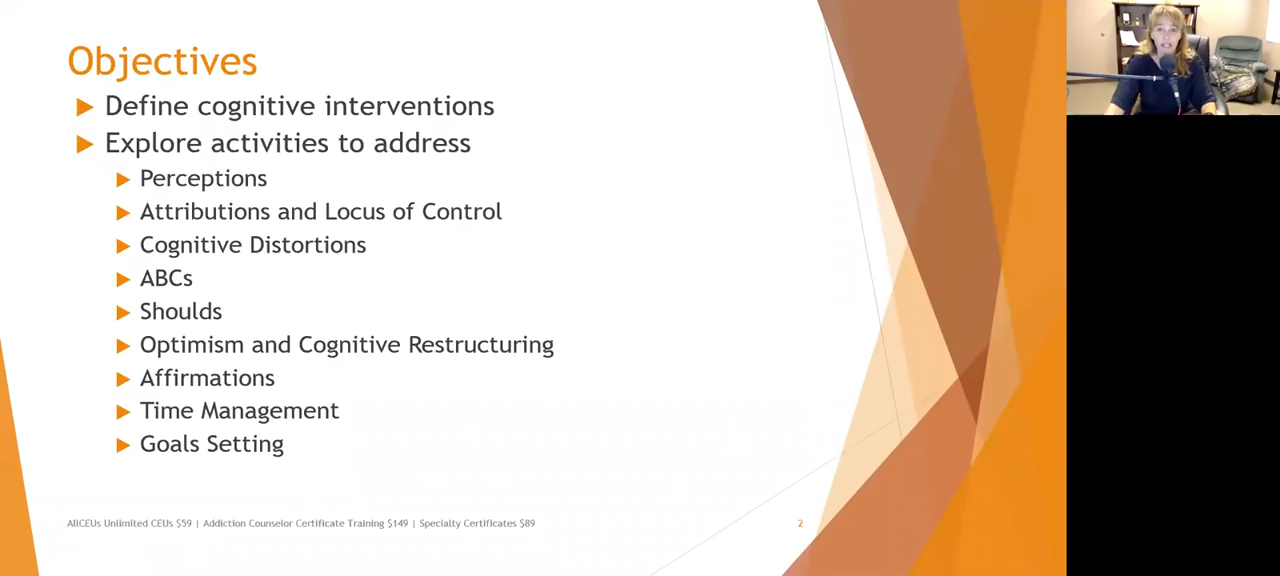 Objectives
Define cognitive interventions
Explore activities to address
Perceptions
Attributions and Locus of Control
Cognitive Distortions
ABCs
Shoulds
Optimism and Cognitive Restructuring
Affirmations
Time Management
Goals Setting
AllCEUs Unlimited CEUs $59 | Addiction Counselor Certificate Training $149 | Specialty Certificates $89
2